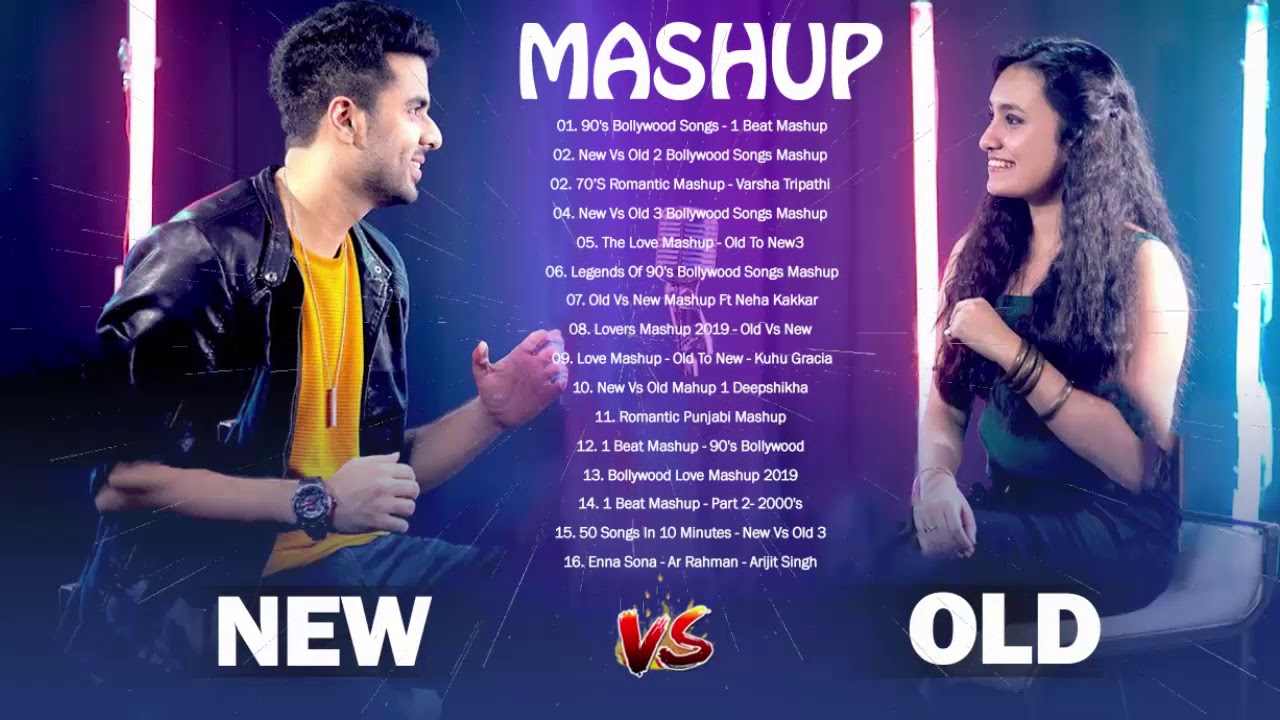 MASHUP
01. 90's Bollywood Songs - 1 Beat Mashup
02. New Vs Old 2 Bollywood Songs Mashup
02. 70'S Romantic Mashup - Varsha Tripathi
04. New Vs Old 3 Bollywood Songs Mashup
05. The Love Mashup - Old To New3
06. Legends Of 90's Bollywood Songs Mashup
07. Old Vs New Mashup Ft Neha Kakkar
08. Lovers Mashup 2019 - Old Vs New
09. Love Mashup - Old To New - Kuhu Gracia
10. New Vs Old Mahup 1 Deepshikha
11. Romantic Punjabi Mashup
12. 1 Beat Mashup - 90's Bollywood
13. Bollywood Love Mashup 2019
14. 1 Beat Mashup - Part 2- 2000's
15. 50 Songs In 10 Minutes - New Vs Old 3
16. Enna Sona - Ar Rahman - Arijit Singh
NEW VS OLD